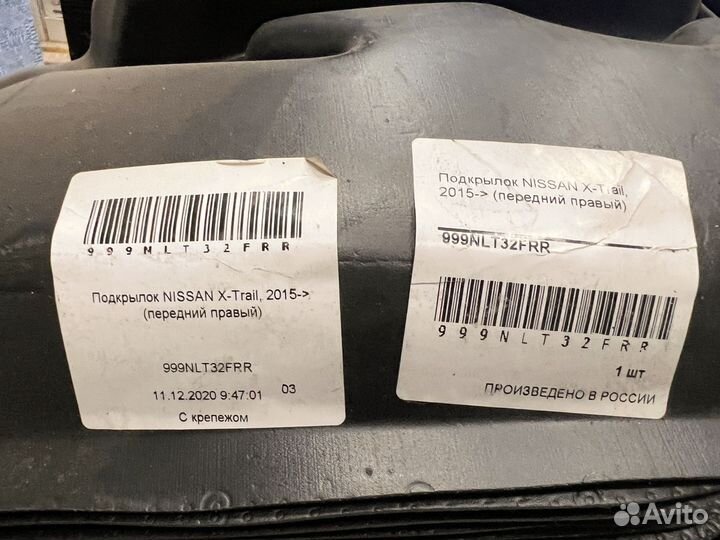 999NLT32FRR
Подкрылок NISSAN X-Trail, 2015->
(передний правый)
999NLT32FRR
11.12.2020 9:47:01 03
С крепежом
Подкрылок NISSAN X-Trail,
2015-> (передний правый)
999NLT32FRR
999NLT32FRR
1 шт
ПРОИЗВЕДЕНО В РОССИИ
Avito